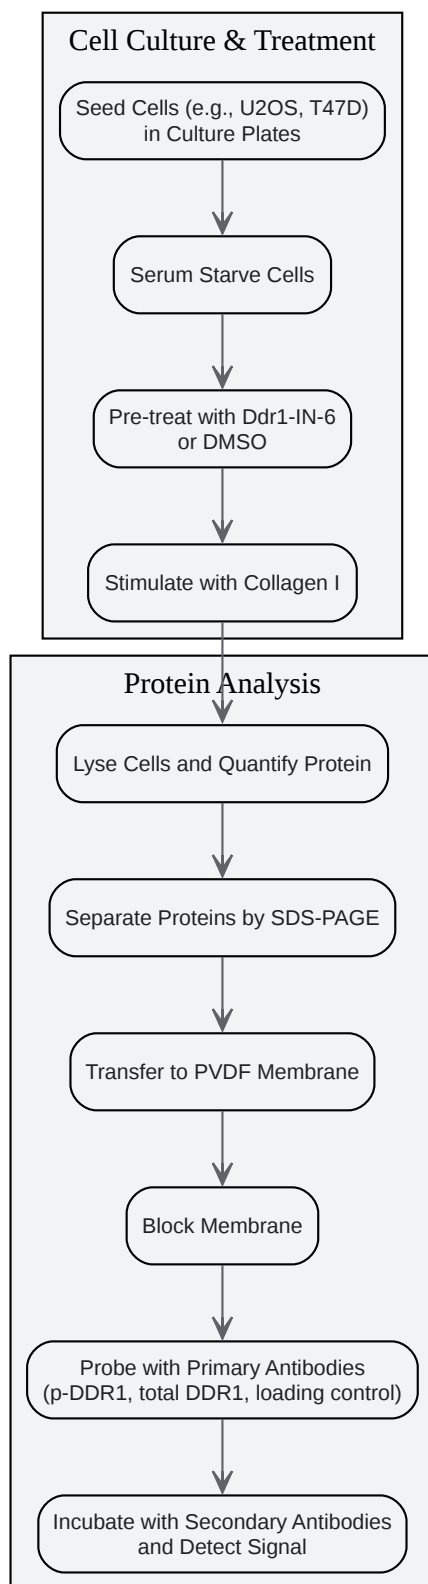 Cell Culture & Treatment
Seed Cells (e.g., U2OS, T47D)
in Culture Plates
Serum Starve Cells
Pre-treat with Ddr1-IN-6
or DMSO
Stimulate with Collagen I
Protein Analysis
Lyse Cells and Quantify Protein
Separate Proteins by SDS-PAGE
Transfer to PVDF Membrane
Block Membrane
Probe with Primary Antibodies
(p-DDR1, total DDR1, loading control)
Incubate with Secondary Antibodies
and Detect Signal